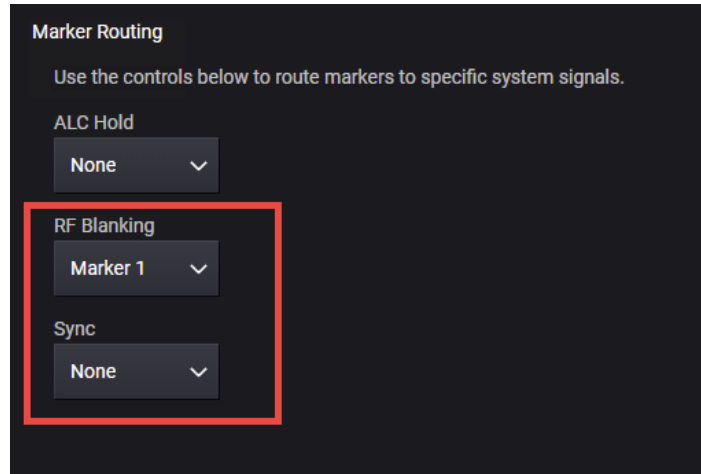 Marker Routing
Use the controls below to route markers to specific system signals.
ALC Hold
None
RF Blanking
Marker 1
Sync
None